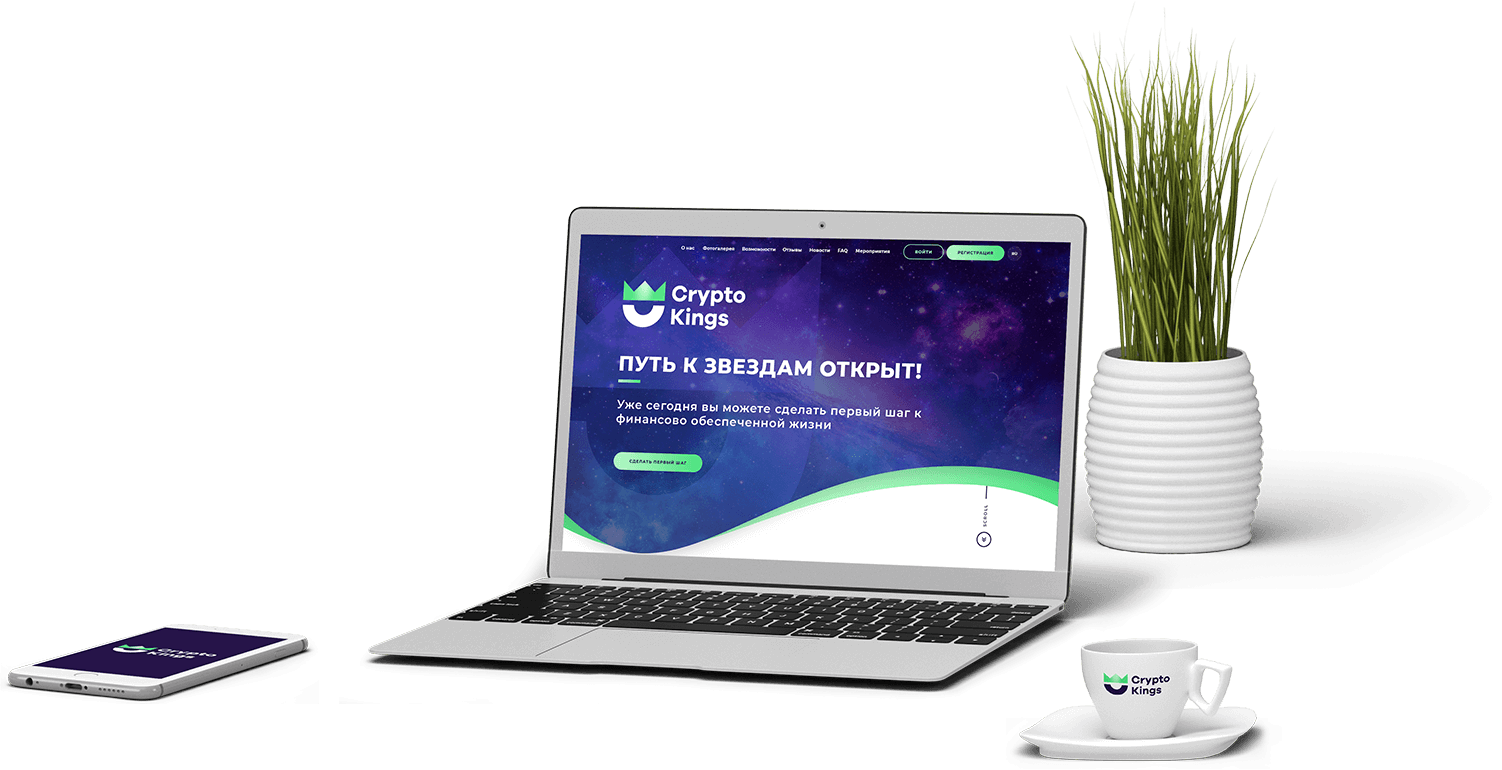 О нас Фотогалерея Возможности Отзывы Новости FAQ Мероприятия ВОЙТИ РЕГИСТРАЦИЯ RU
Crypto
Kings
ПУТЬ К ЗВЕЗДАМ ОТКРЫТ!
Уже сегодня вы можете сделать первый шаг к
финансово обеспеченной жизни
СДЕЛАТЬ ПЕРВЫЙ ШАГ
SCROLL
Crypto
Kings
Crypto
Kings